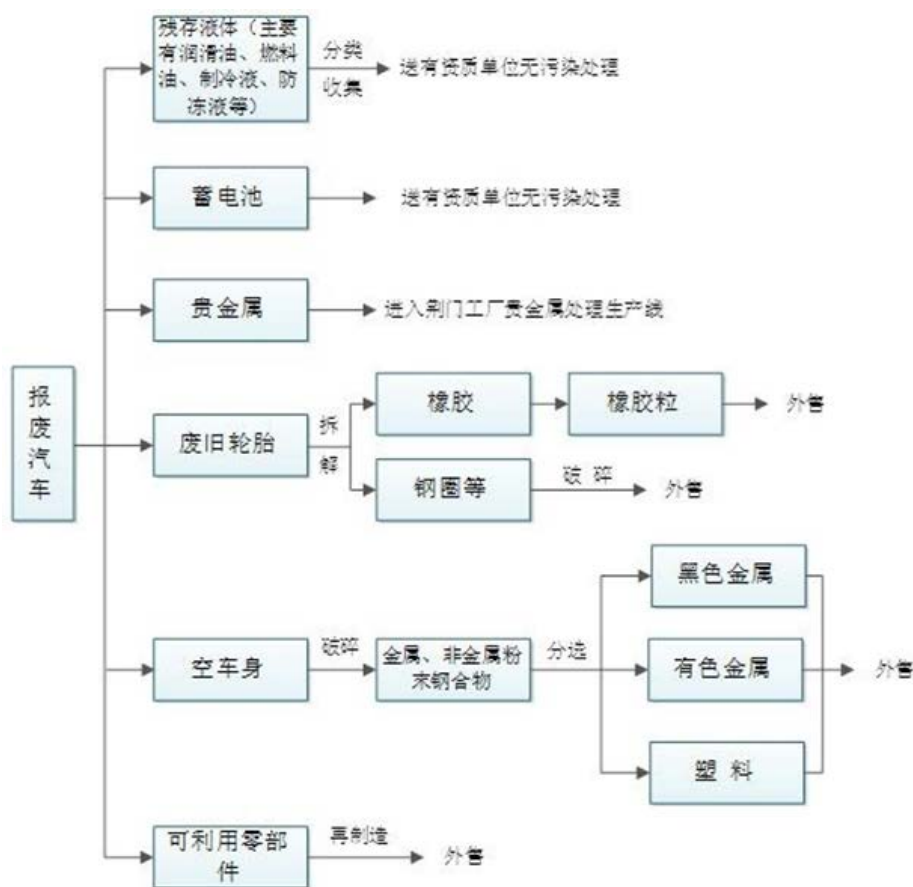 残存液体（主要
有润滑油、燃料
油、制冷液、防
冻液等）
分类
收集
送有资质单位无污染处理
蓄电池
送有资质单位无污染处理
贵金属
进入荆门工厂贵金属处理生产线
报
废
汽
车
废旧轮胎
拆
解
橡胶
橡胶粒
外售
钢圈等
破 碎
外售
空车身
破碎
金属、非金属粉
末钢合物
分选
黑色金属
有色金属
塑 料
外售
可利用零部
件
再制造
外售